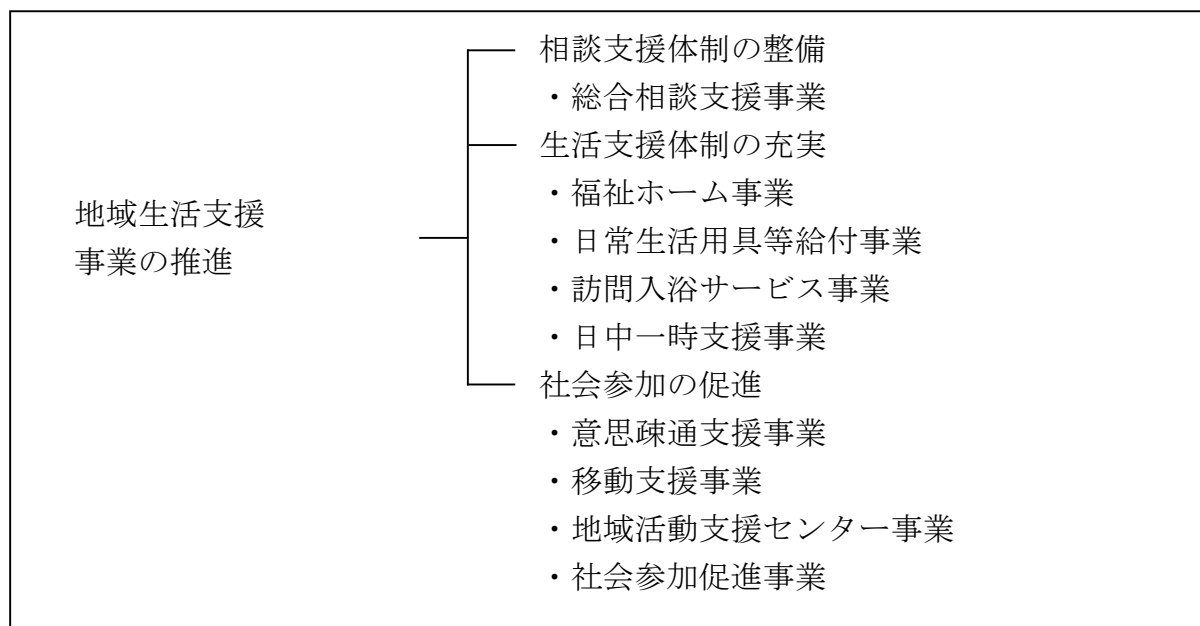 地域生活支援
事業の推進
相談支援体制の整備
・総合相談支援事業
生活支援体制の充実
・福祉ホーム事業
・日常生活用具等給付事業
・訪問入浴サービス事業
・日中一時支援事業
社会参加の促進
・意思疎通支援事業
・移動支援事業
・地域活動支援センター事業
・社会参加促進事業